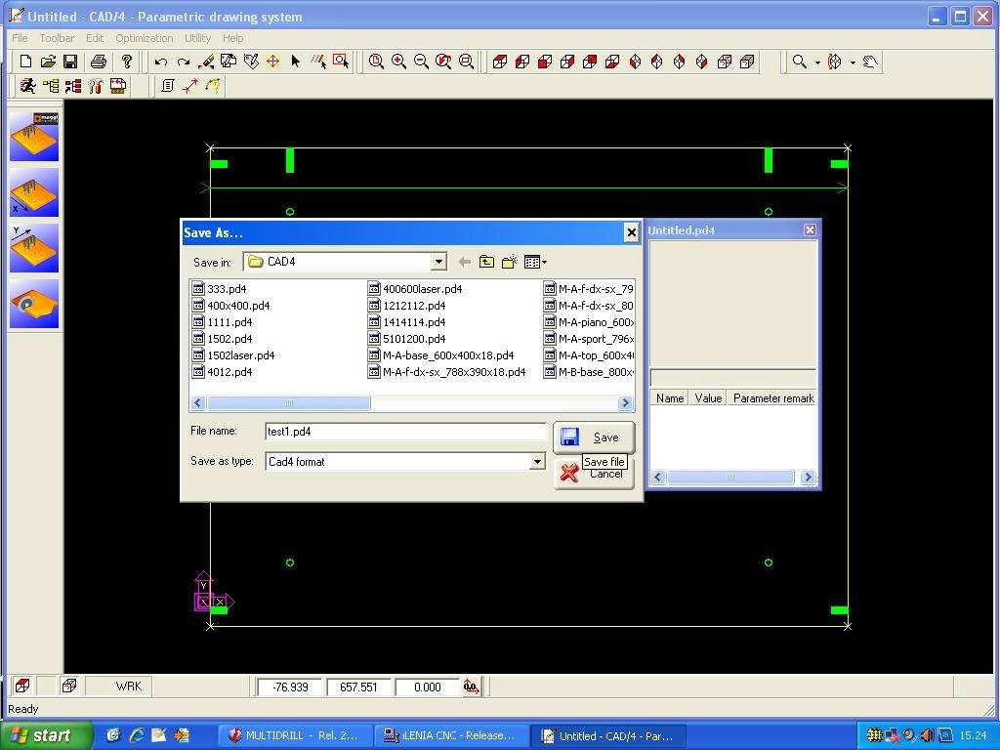 Untitled - CAD/4 - Parametric drawing system
File Toolbar Edit Optimization Utility Help
Save As...
Save in: CAD4
333.pd4
400x400.pd4
1111.pd4
1502.pd4
1502laser.pd4
4012.pd4
400600laser.pd4
1212112.pd4
1414114.pd4
5101200.pd4
M-A-base_600x400x18.pd4
M-A-f-dx-sx_788x390x18.pd4
M-A-f-dx-sx_79
M-A-f-dx-sx_80
M-A-piano_600x
M-A-sport_796x
M-A-top_600x4
M-B-base_800x
File name: test1.pd4
Save as type: Cad4 format
Save
Save file
Cancel
Untitled.pd4
Name Value Parameter remark
X
Y
Y
X
WRK -76.939 657.551 0.000
Ready
start MULTIDRILL - Rel. 2... iLENIA CNC - Release... Untitled - CAD/4 - Par... 15.24